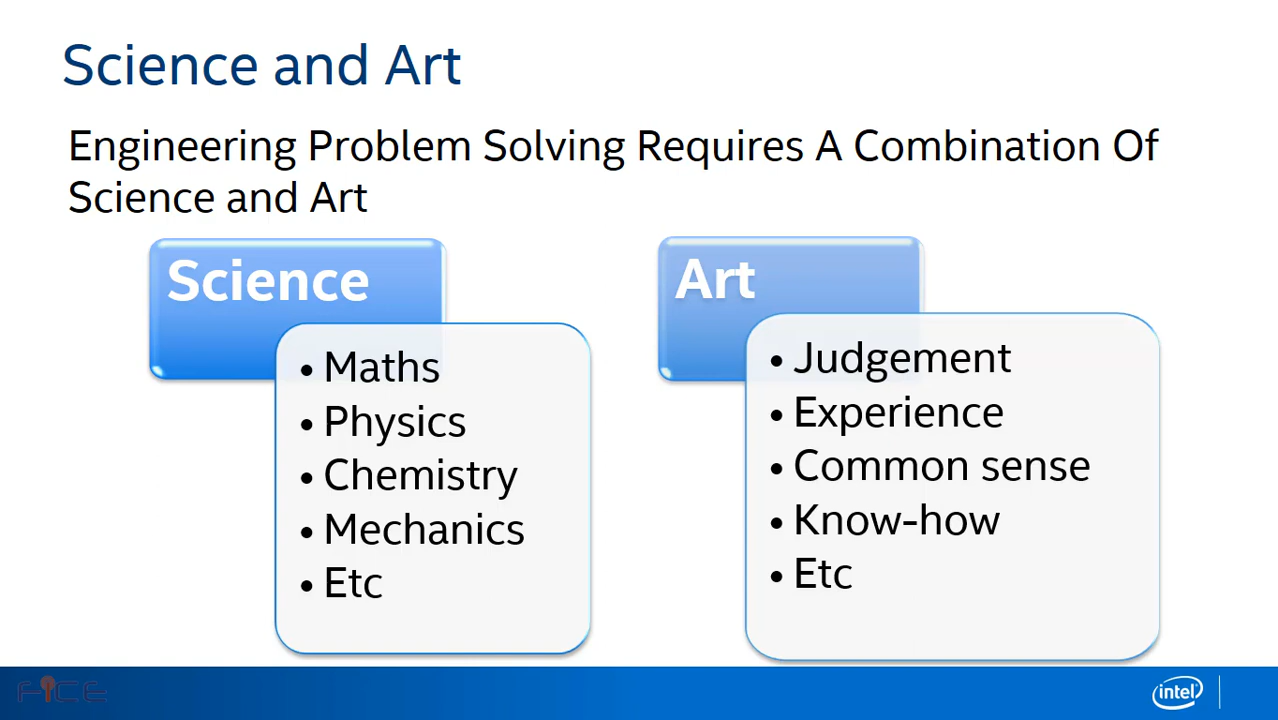 Science and Art
Engineering Problem Solving Requires A Combination Of
Science and Art
Science
• Maths
• Physics
• Chemistry
• Mechanics
• Etc
Art
• Judgement
• Experience
• Common sense
• Know-how
• Etc
FICE
intel